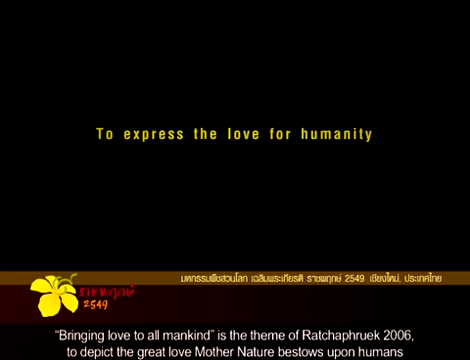 To express the love for humanity
มหกรรมพืชสวนโลก เฉลิมพระเกียรติ ราชพฤกษ์ 2549 เชียงใหม่, ประเทศไทย
ราชพฤกษ์
2549
“Bringing love to all mankind” is the theme of Ratchaphruek 2006,
to depict the great love Mother Nature bestows upon humans